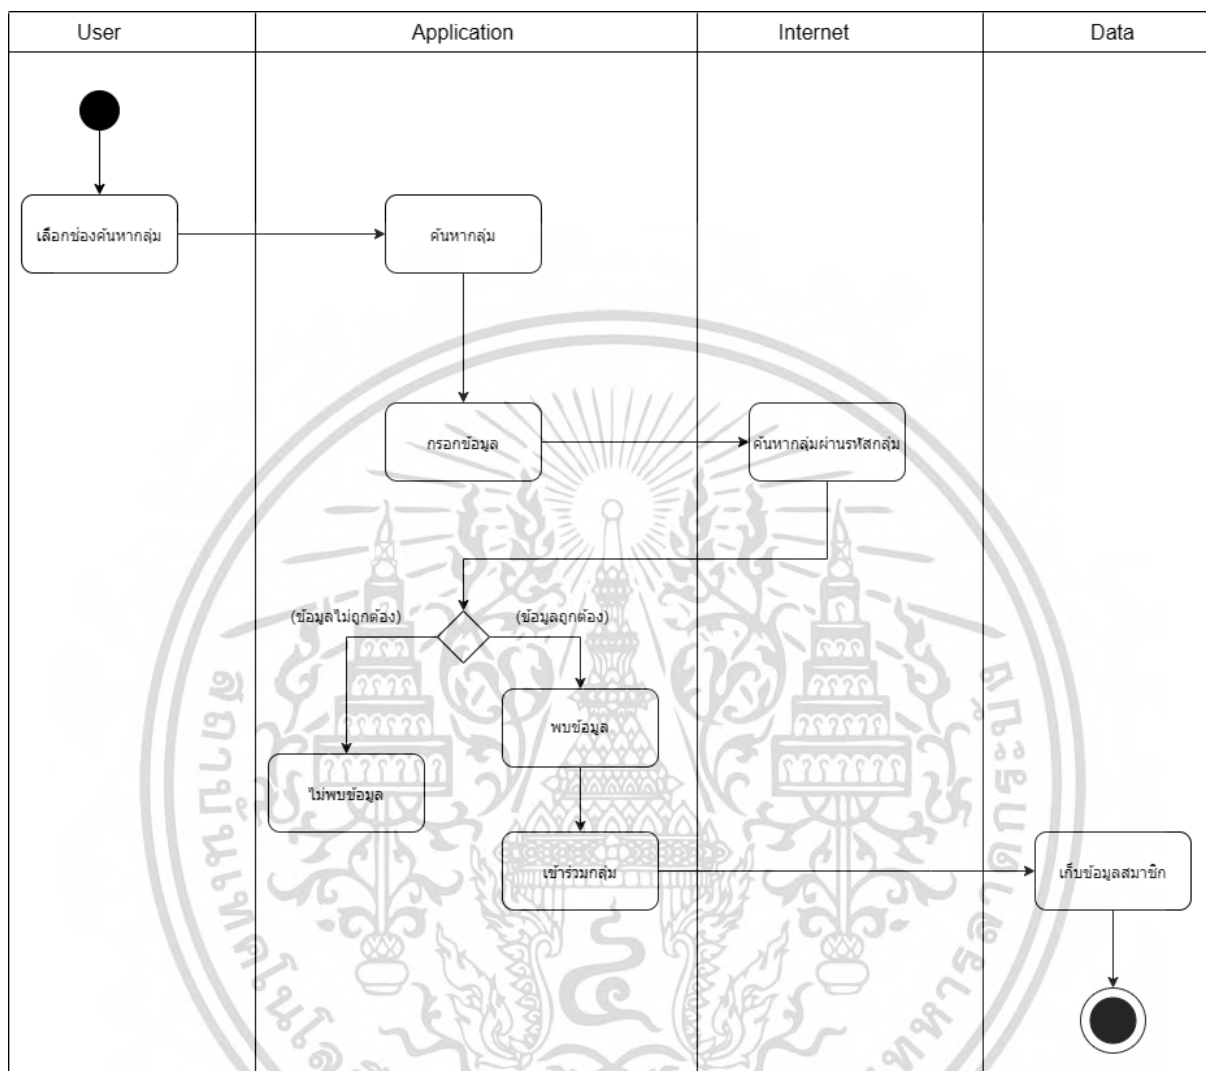 User
Application
Internet
Data
เลือกช่องค้นหากลุ่ม
ค้นหากลุ่ม
กรอกข้อมูล
ค้นหากลุ่มผ่านรหัสกลุ่ม
(ข้อมูลไม่ถูกต้อง)
(ข้อมูลถูกต้อง)
พบข้อมูล
ไม่พบข้อมูล
เข้าร่วมกลุ่ม
เก็บข้อมูลสมาชิก